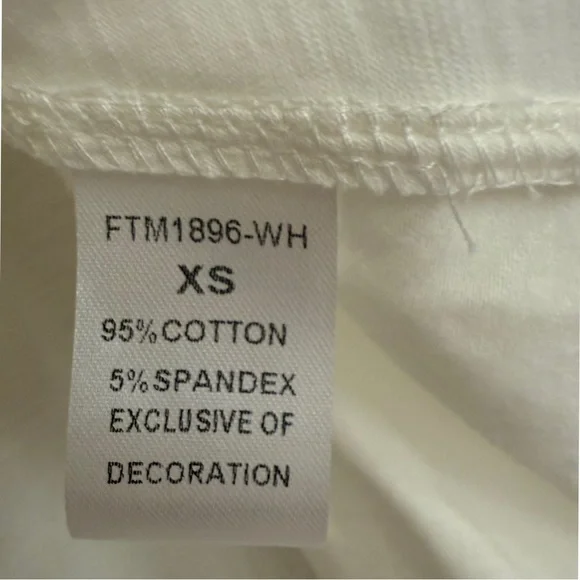 FTM1896-WH
XS
95%COTTON
5%SPANDEX
EXCLUSIVE OF
DECORATION